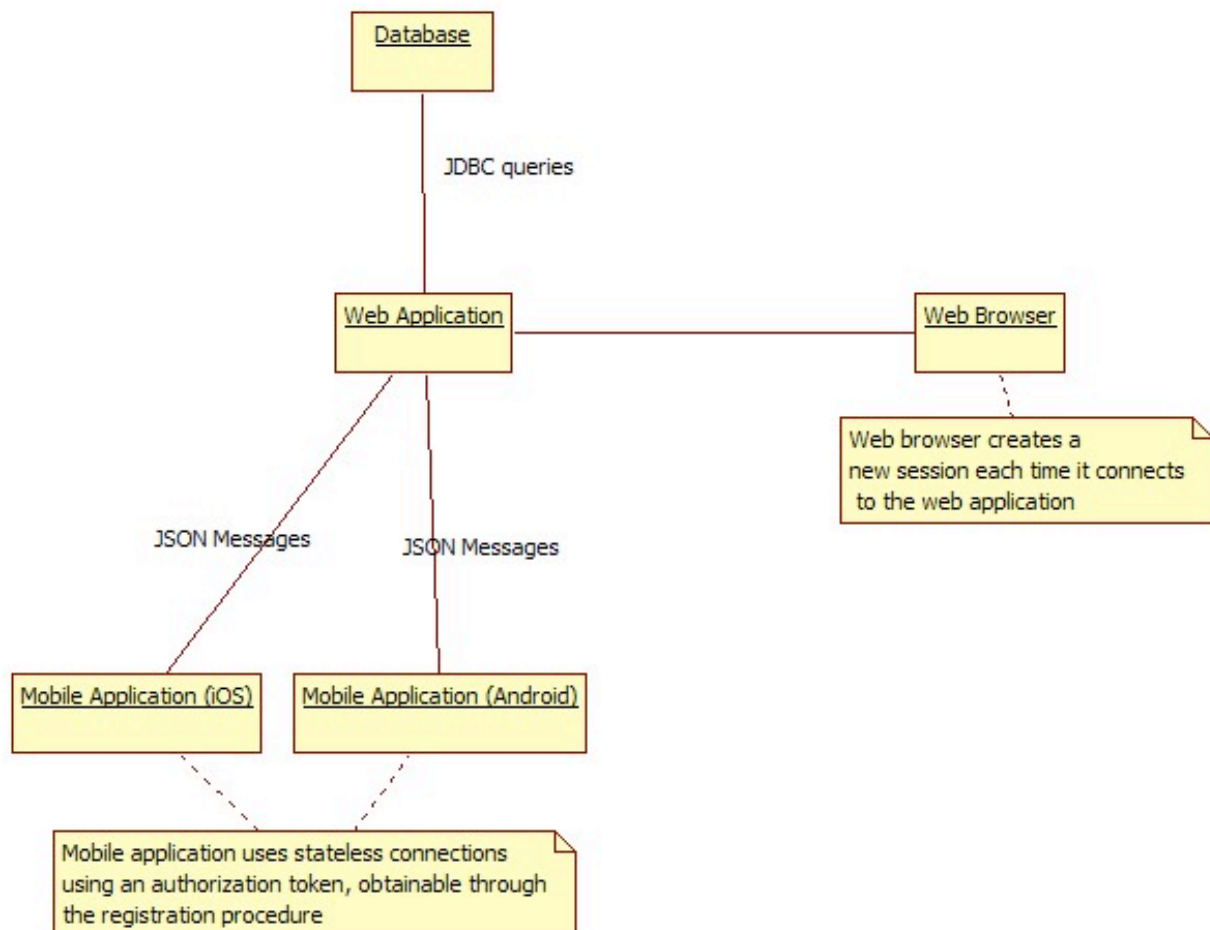 Database
JDBC queries
Web Application
Web Browser
Web browser creates a
new session each time it connects
to the web application
JSON Messages
JSON Messages
Mobile Application (iOS)
Mobile Application (Android)
Mobile application uses stateless connections
using an authorization token, obtainable through
the registration procedure